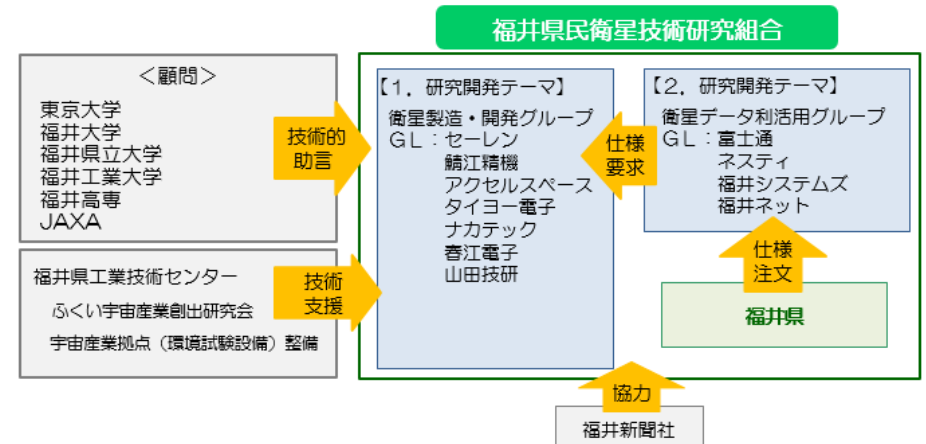 福井県民衛星技術研究組合
＜顧問＞
東京大学
福井大学
福井県立大学
福井工業大学
福井高専
JAXA
技術的
助言
福井県工業技術センター
ふくい宇宙産業創出研究会
宇宙産業拠点（環境試験設備）整備
技術
支援
【１．研究開発テーマ】
衛星製造・開発グループ
ＧＬ：セーレン
鯖江精機
アクセルスペース
タイヨー電子
ナカテック
春江電子
山田技研
仕様
要求
【２．研究開発テーマ】
衛星データ利活用グループ
ＧＬ：富士通
ネスティ
福井システムズ
福井ネット
仕様
注文
福井県
協力
福井新聞社